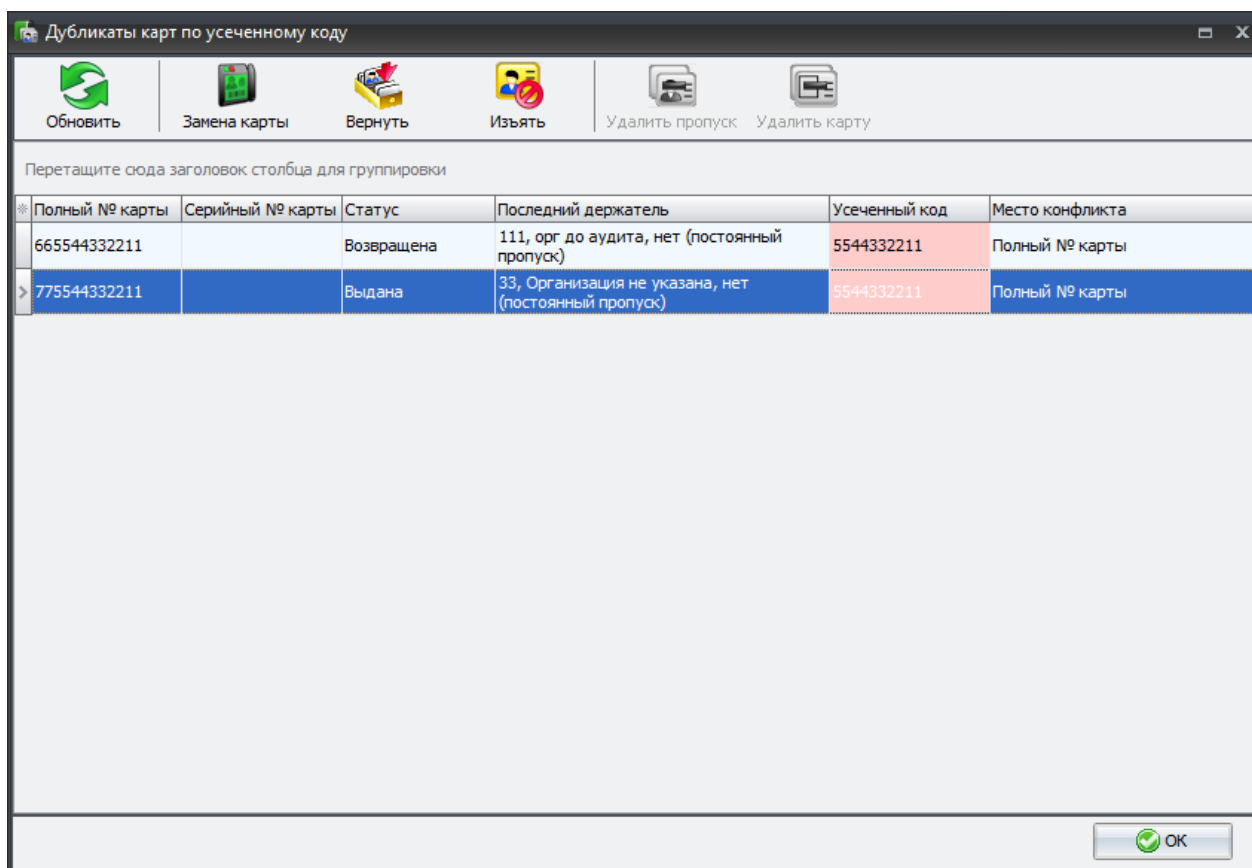 Дубликаты карт по усеченному коду
Обновить Замена карты Вернуть Изъять Удалить пропуск Удалить карту
Перетащите сюда заголовок столбца для группировки
Полный № карты Серийный № карты Статус Последний держатель Усеченный код Место конфликта
665544332211 Возвращена 111, орг до аудита, нет (постоянный пропуск) 5544332211 Полный № карты
775544332211 Выдана 33, Организация не указана, нет (постоянный пропуск) 5544332211 Полный № карты
OK